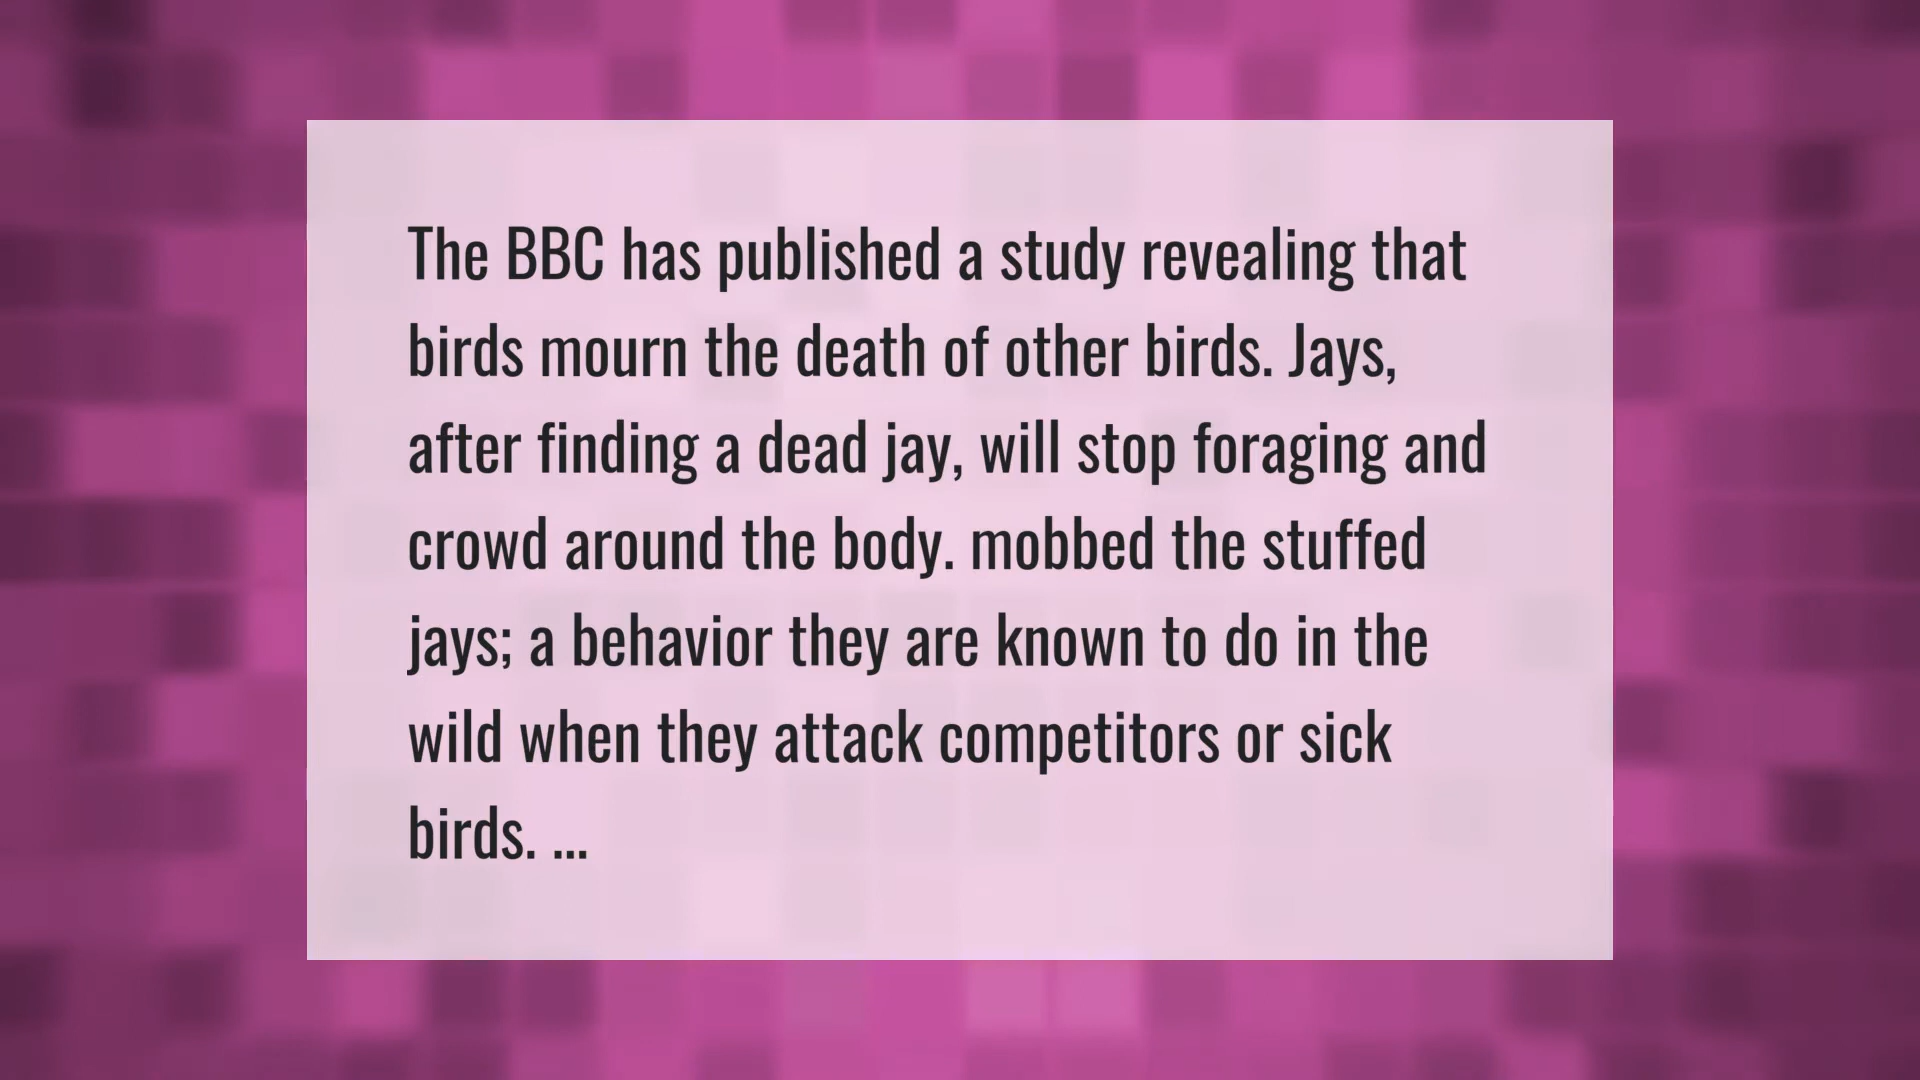 The BBC has published a study revealing that
birds mourn the death of other birds. Jays,
after finding a dead jay, will stop foraging and
crowd around the body. mobbed the stuffed
jays; a behavior they are known to do in the
wild when they attack competitors or sick
birds. ...